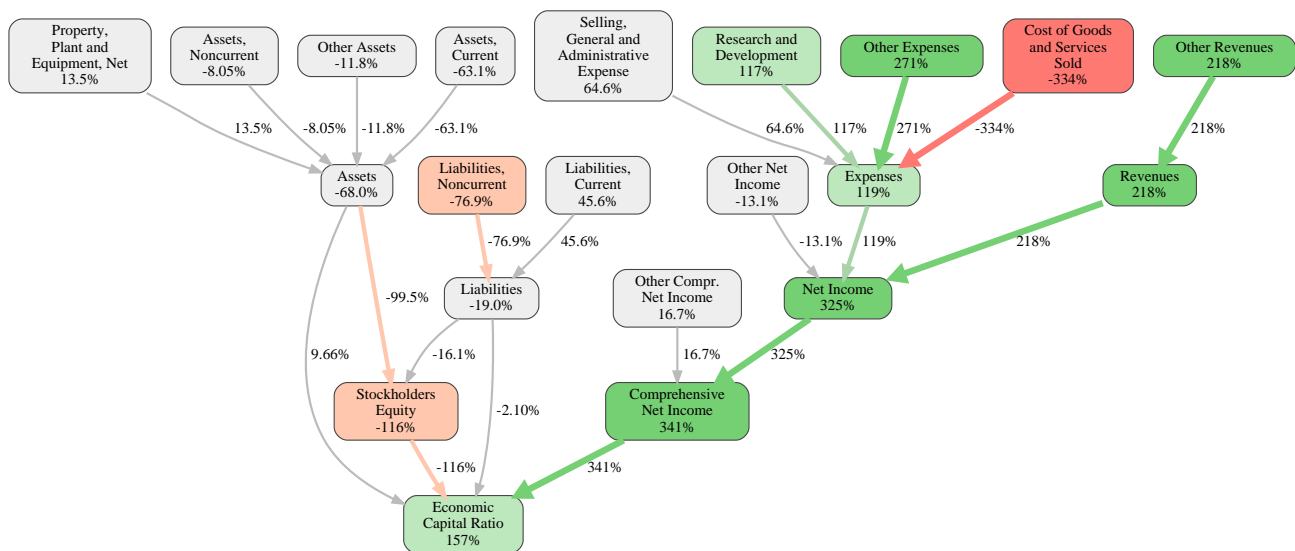 Property,
Plant and
Equipment, Net
13.5%
Assets,
Noncurrent
-8.05%
Other Assets
-11.8%
Assets,
Current
-63.1%
Selling,
General and
Administrative
Expense
64.6%
Research and
Development
117%
Other Expenses
271%
Cost of Goods
and Services
Sold
-334%
Other Revenues
218%
13.5%
-8.05%
-11.8%
-63.1%
64.6%
117%
271%
-334%
218%
Assets
-68.0%
Liabilities,
Noncurrent
-76.9%
Liabilities,
Current
45.6%
Other Net
Income
-13.1%
Expenses
119%
Revenues
218%
-76.9%
45.6%
-13.1%
119%
218%
Liabilities
-19.0%
Other Compr.
Net Income
16.7%
Net Income
325%
-99.5%
9.66%
-16.1%
16.7%
325%
Stockholders
Equity
-116%
-2.10%
Comprehensive
Net Income
341%
-116%
341%
Economic
Capital Ratio
157%